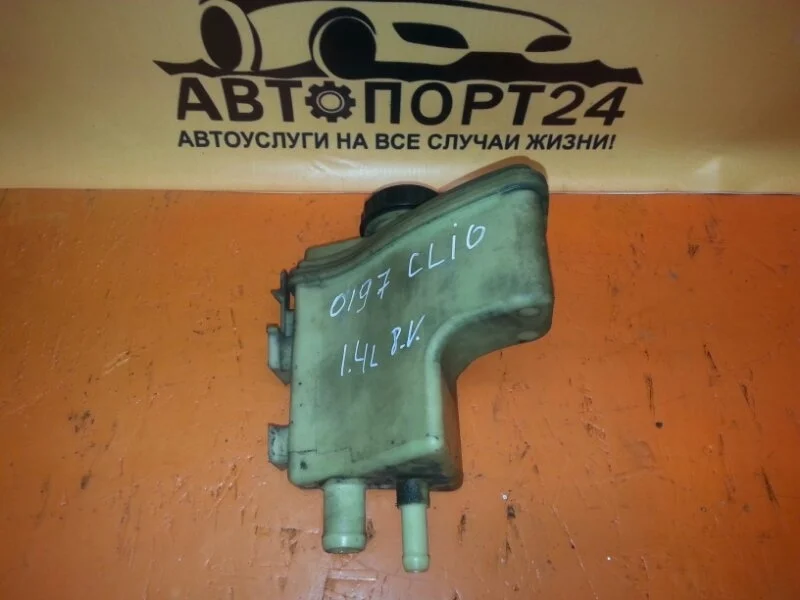 АВТОПОРТ24
АВТОУСЛУГИ НА ВСЕ СЛУЧАИ ЖИЗНИ!
0197 CLiO
1.4L 8.V.